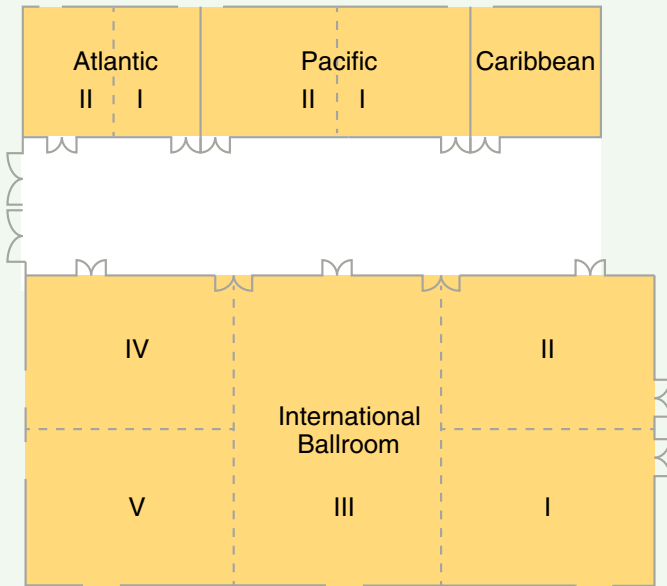 Atlantic
II I
Pacific
II I
Caribbean
IV
II
International
Ballroom
V
III
I